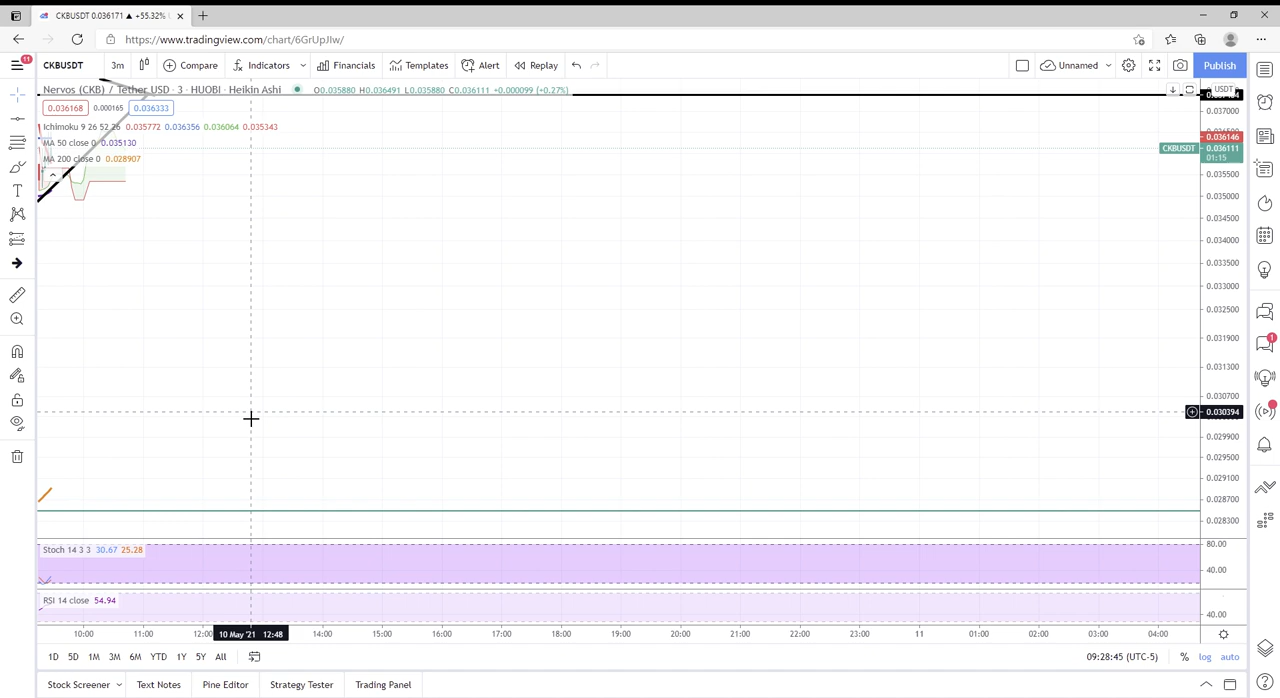 CKBUSDT 0.036171 ▲ +55.32%
https://www.tradingview.com/chart/6GrUpJIw/
11
CKBUSDT 3m Compare Indicators Financials Templates Alert Replay Unnamed Publish
Nervos (CKB) / Tether USD · 3 · HUOBI · Heikin Ashi O0.035880 H0.036491 L0.035880 C0.036111 +0.000099 (+0.27%)
USDT
0.036168 0.000165 0.036333
0.037000
Ichimoku 9 26 52 26 0.035772 0.036356 0.036064 0.035343
0.036146
MA 50 close 0 0.035130
CKBUSDT 0.036111
01:15
MA 200 close 0 0.028907
0.035500
0.035000
0.034500
0.034000
0.033500
0.033000
0.032500
0.031900
0.031300
0.030700
0.030394
0.029900
0.029500
0.029100
0.028700
0.028300
Stoch 14 3 3 30.67 25.28
80.00
40.00
RSI 14 close 54.94
40.00
10:00 11:00 12:00 10 May '21 12:48 14:00 15:00 16:00 17:00 18:00 19:00 20:00 21:00 22:00 23:00 11 01:00 02:00 03:00 04:00
1D 5D 1M 3M 6M YTD 1Y 5Y All 09:28:45 (UTC-5) % log auto
Stock Screener Text Notes Pine Editor Strategy Tester Trading Panel
1